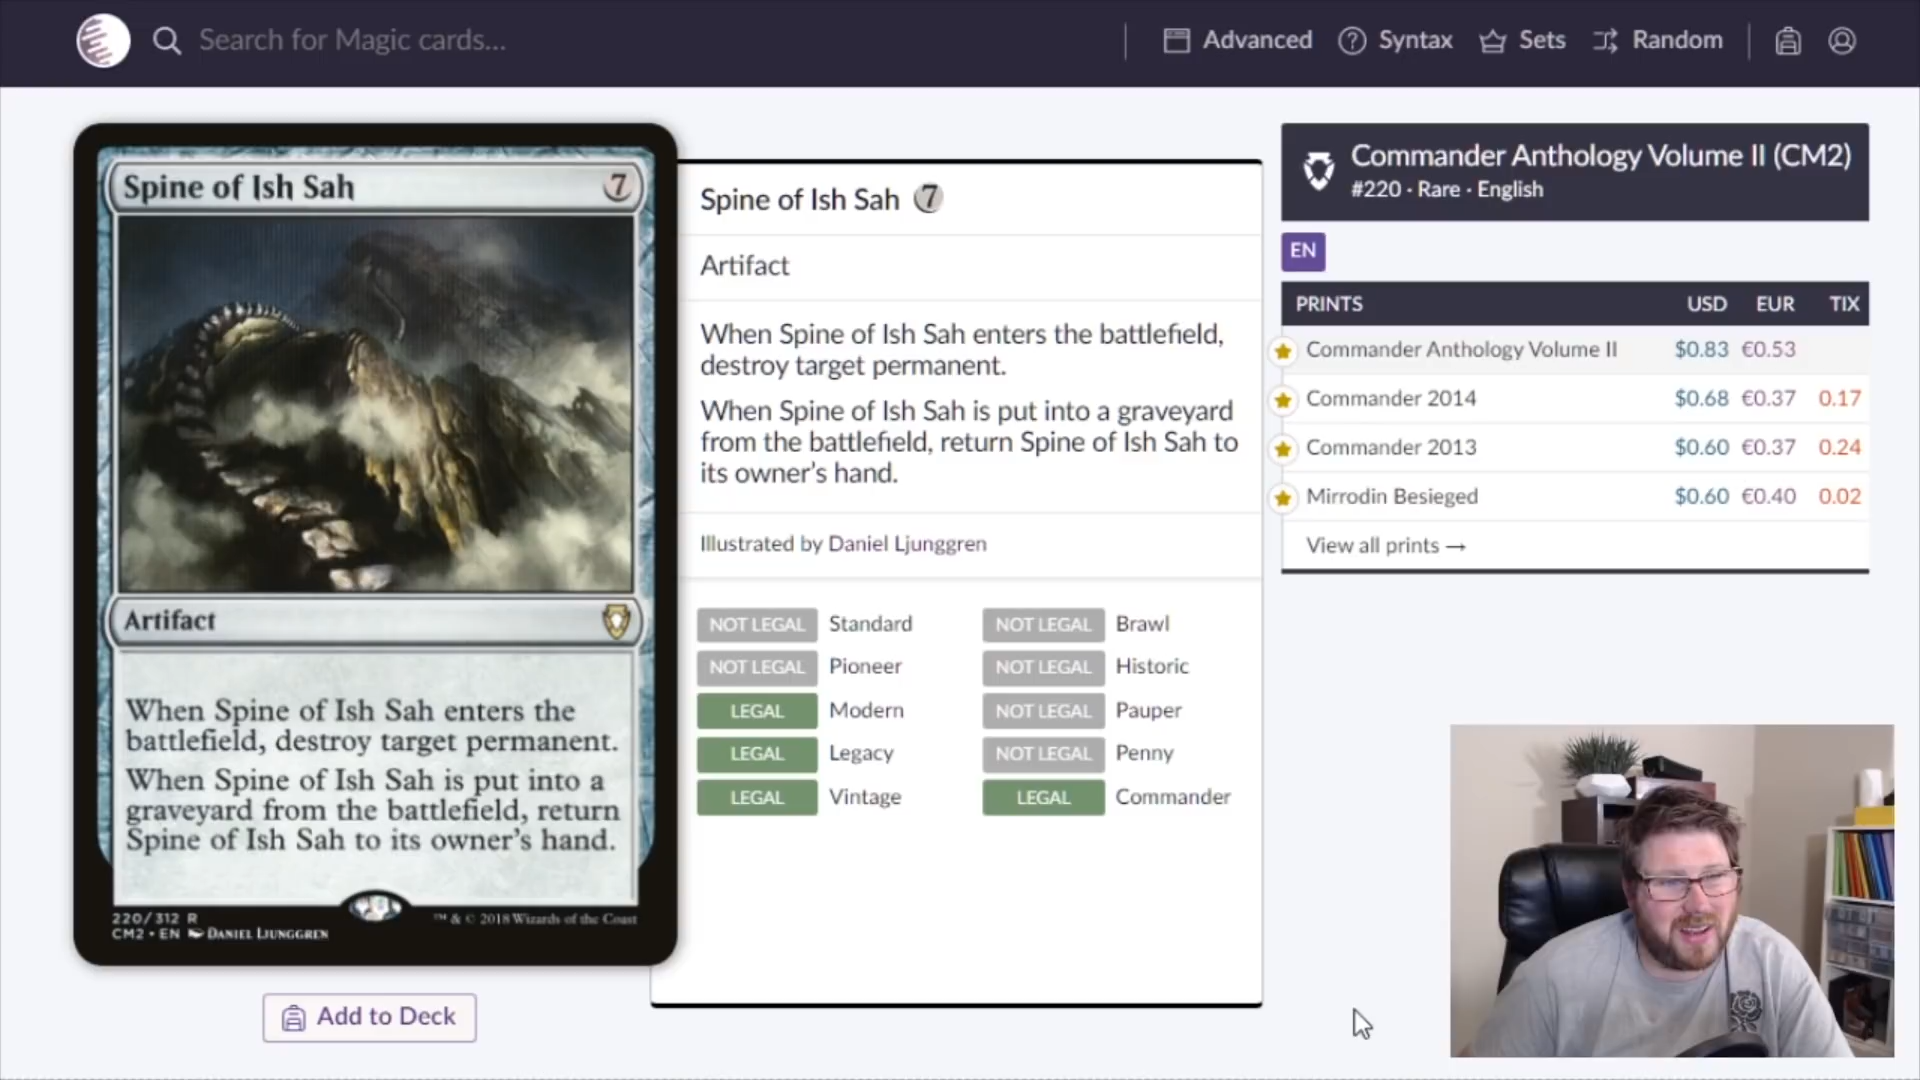 Search for Magic cards...
Advanced
Syntax
Sets
Random
Spine of Ish Sah 7
Artifact
When Spine of Ish Sah enters the
battlefield, destroy target permanent.
When Spine of Ish Sah is put into a
graveyard from the battlefield, return
Spine of Ish Sah to its owner's hand.
220/312 R
CM2 • EN DANIEL LJUNGGREN
™ & © 2018 Wizards of the Coast
Add to Deck
Spine of Ish Sah 7
Artifact
When Spine of Ish Sah enters the battlefield,
destroy target permanent.
When Spine of Ish Sah is put into a graveyard
from the battlefield, return Spine of Ish Sah to
its owner's hand.
Illustrated by Daniel Ljunggren
NOT LEGAL Standard NOT LEGAL Brawl
NOT LEGAL Pioneer NOT LEGAL Historic
LEGAL Modern NOT LEGAL Pauper
LEGAL Legacy NOT LEGAL Penny
LEGAL Vintage LEGAL Commander
Commander Anthology Volume II (CM2)
#220 · Rare · English
EN
PRINTS USD EUR TIX
Commander Anthology Volume II $0.83 €0.53
Commander 2014 $0.68 €0.37 0.17
Commander 2013 $0.60 €0.37 0.24
Mirrodin Besieged $0.60 €0.40 0.02
View all prints →